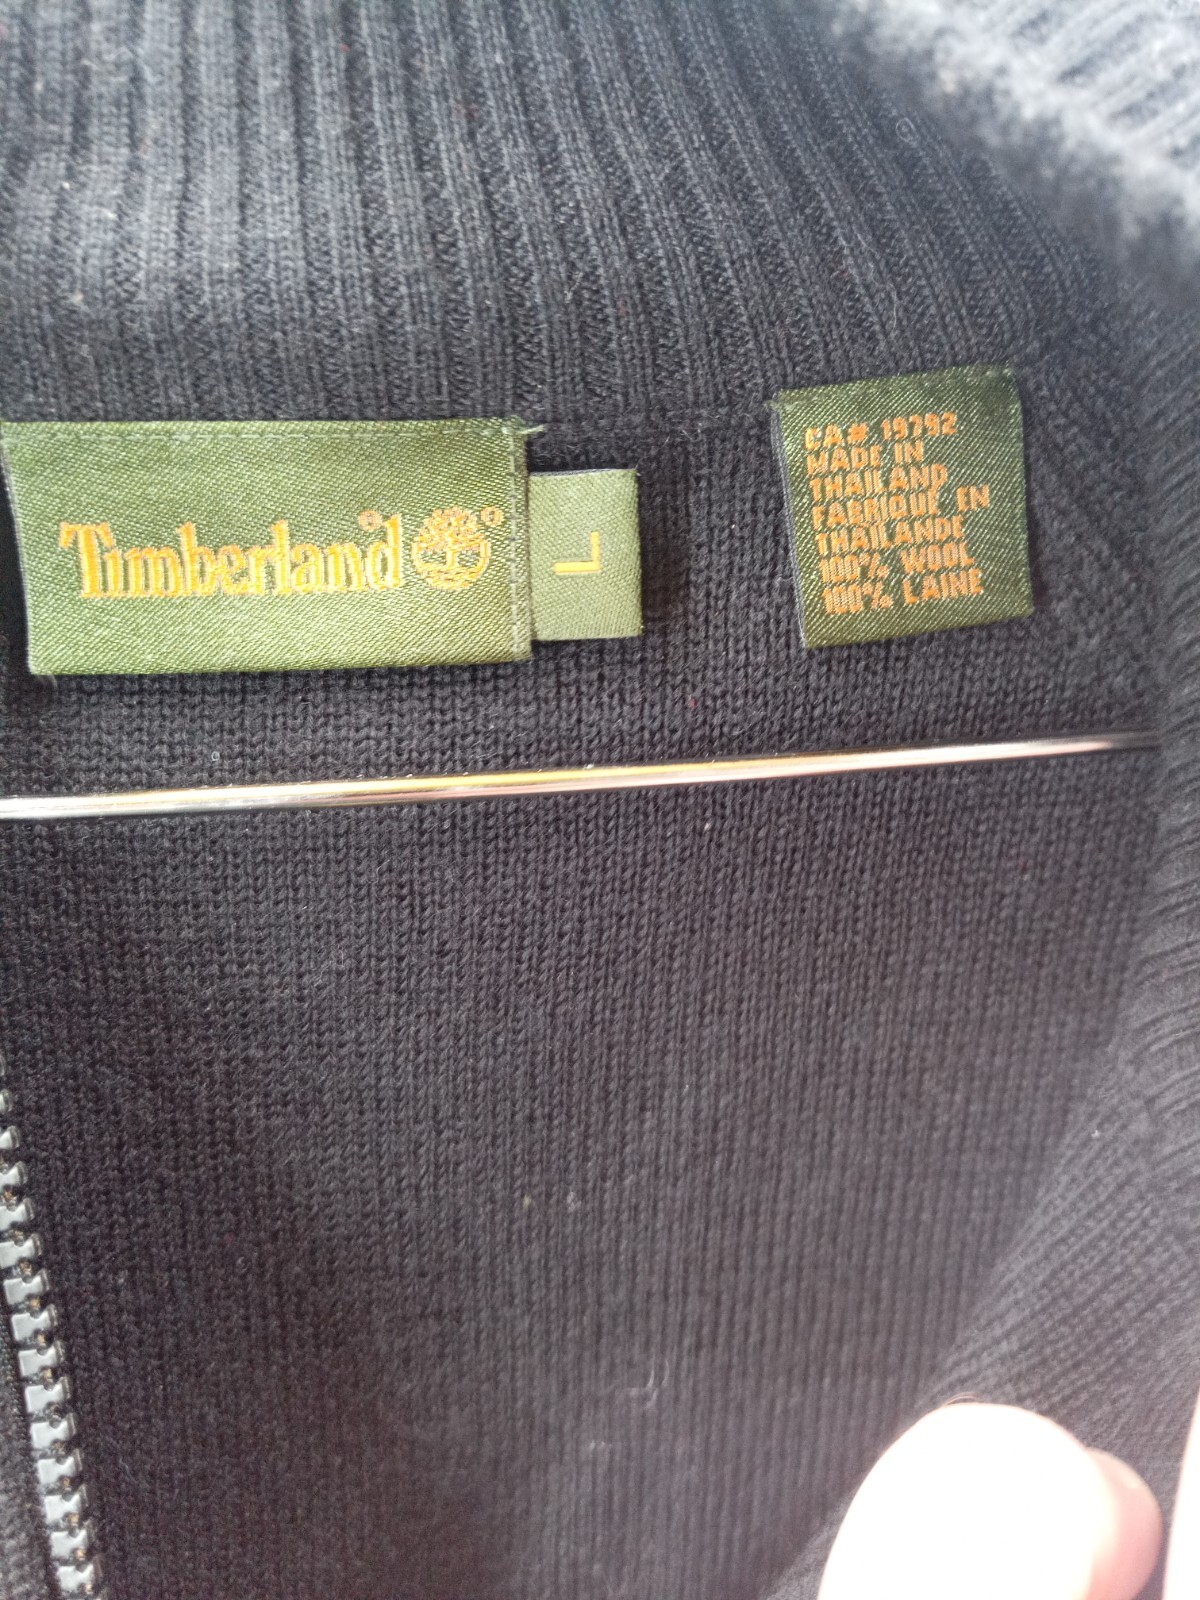 Timberland®
L
CA# 19792
MADE IN
THAILAND
FABRIQUE EN
THAILANDE
100% WOOL
100% LAINE